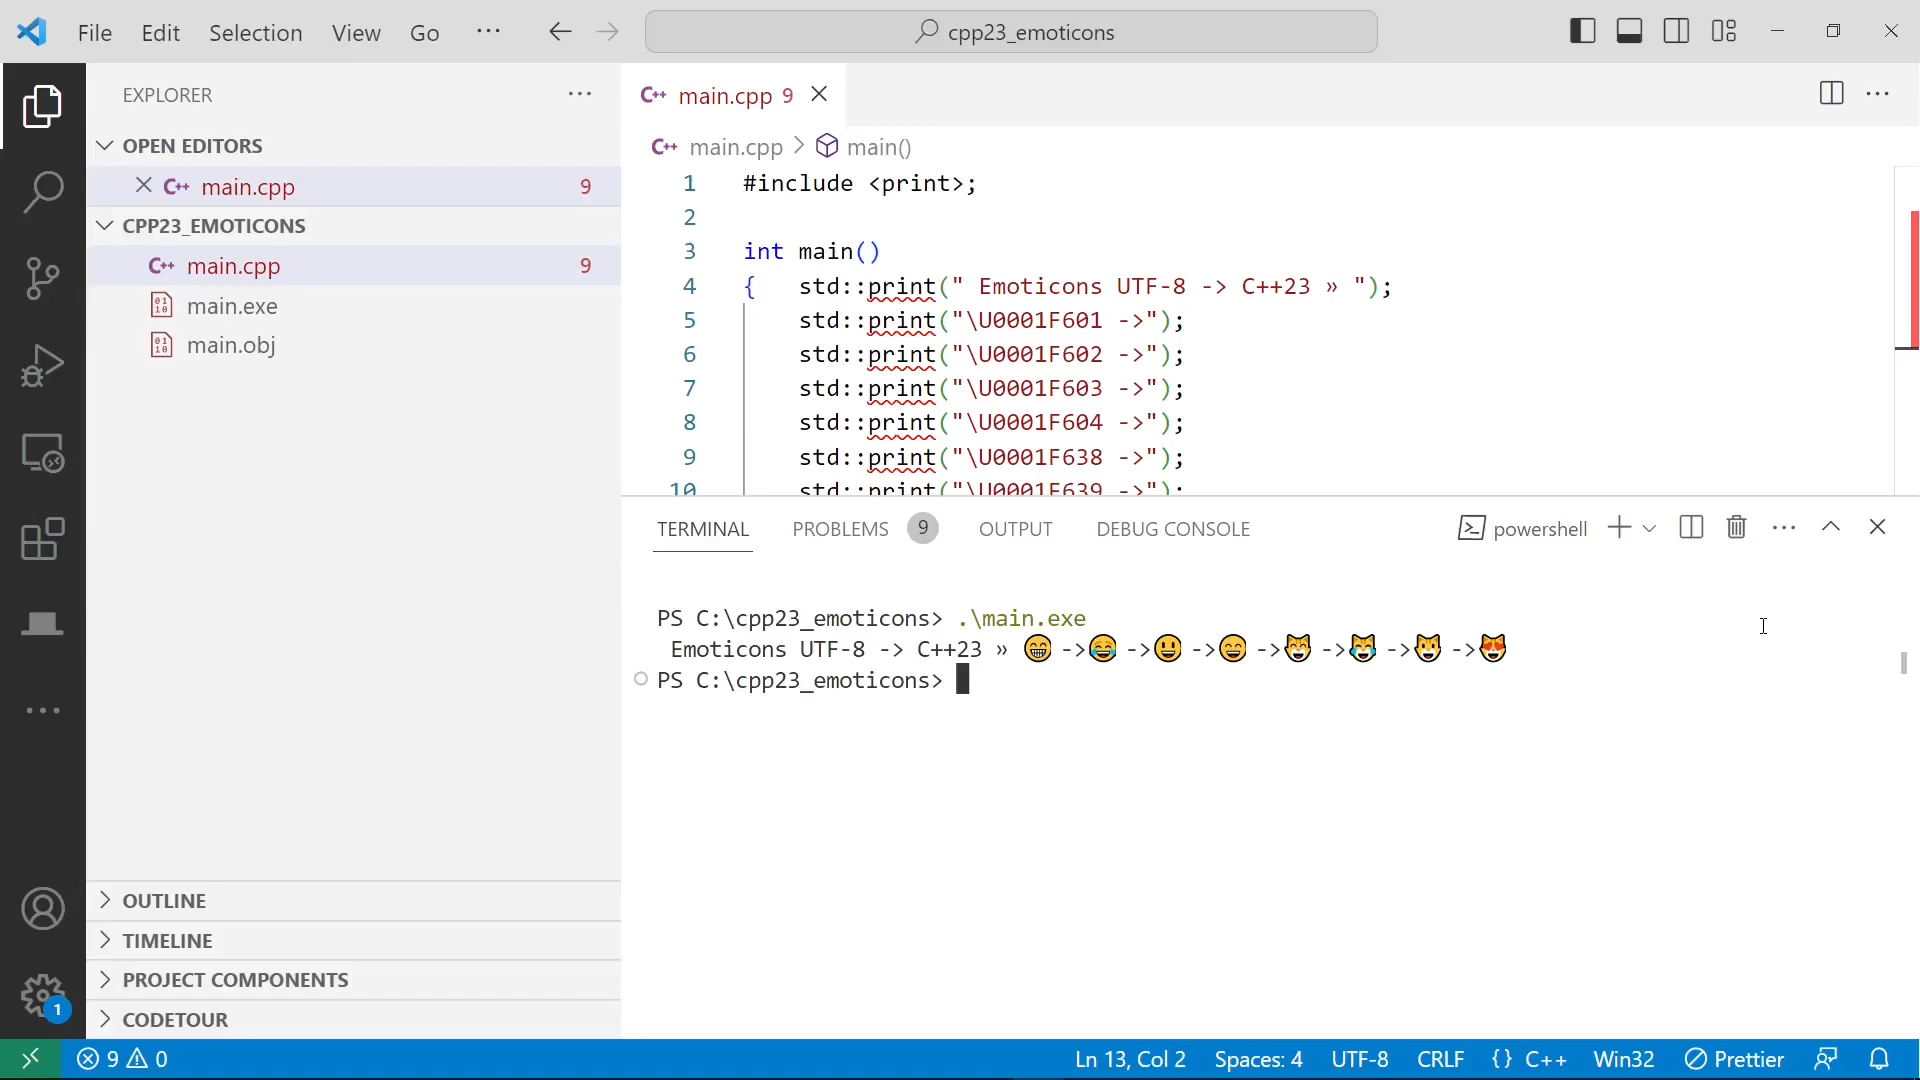 File Edit Selection View Go ··· cpp23_emoticons
EXPLORER ···
OPEN EDITORS
main.cpp 9
CPP23_EMOTICONS
main.cpp 9
main.exe
main.obj
OUTLINE
TIMELINE
PROJECT COMPONENTS
CODETOUR
main.cpp 9
main.cpp > main()
1 #include <print>;
2
3 int main()
4 { std::print(" Emoticons UTF-8 -> C++23 » ");
5 std::print("\U0001F601 ->");
6 std::print("\U0001F602 ->");
7 std::print("\U0001F603 ->");
8 std::print("\U0001F604 ->");
9 std::print("\U0001F638 ->");
10 std::print("\U0001F639 ->");
TERMINAL PROBLEMS 9 OUTPUT DEBUG CONSOLE powershell
PS C:\cpp23_emoticons> .\main.exe
Emoticons UTF-8 -> C++23 » 😁 ->😂 ->😃 ->😄 ->😸 ->😹 ->🐱 ->😻
PS C:\cpp23_emoticons>
1
9 0 Ln 13, Col 2 Spaces: 4 UTF-8 CRLF {} C++ Win32 Prettier